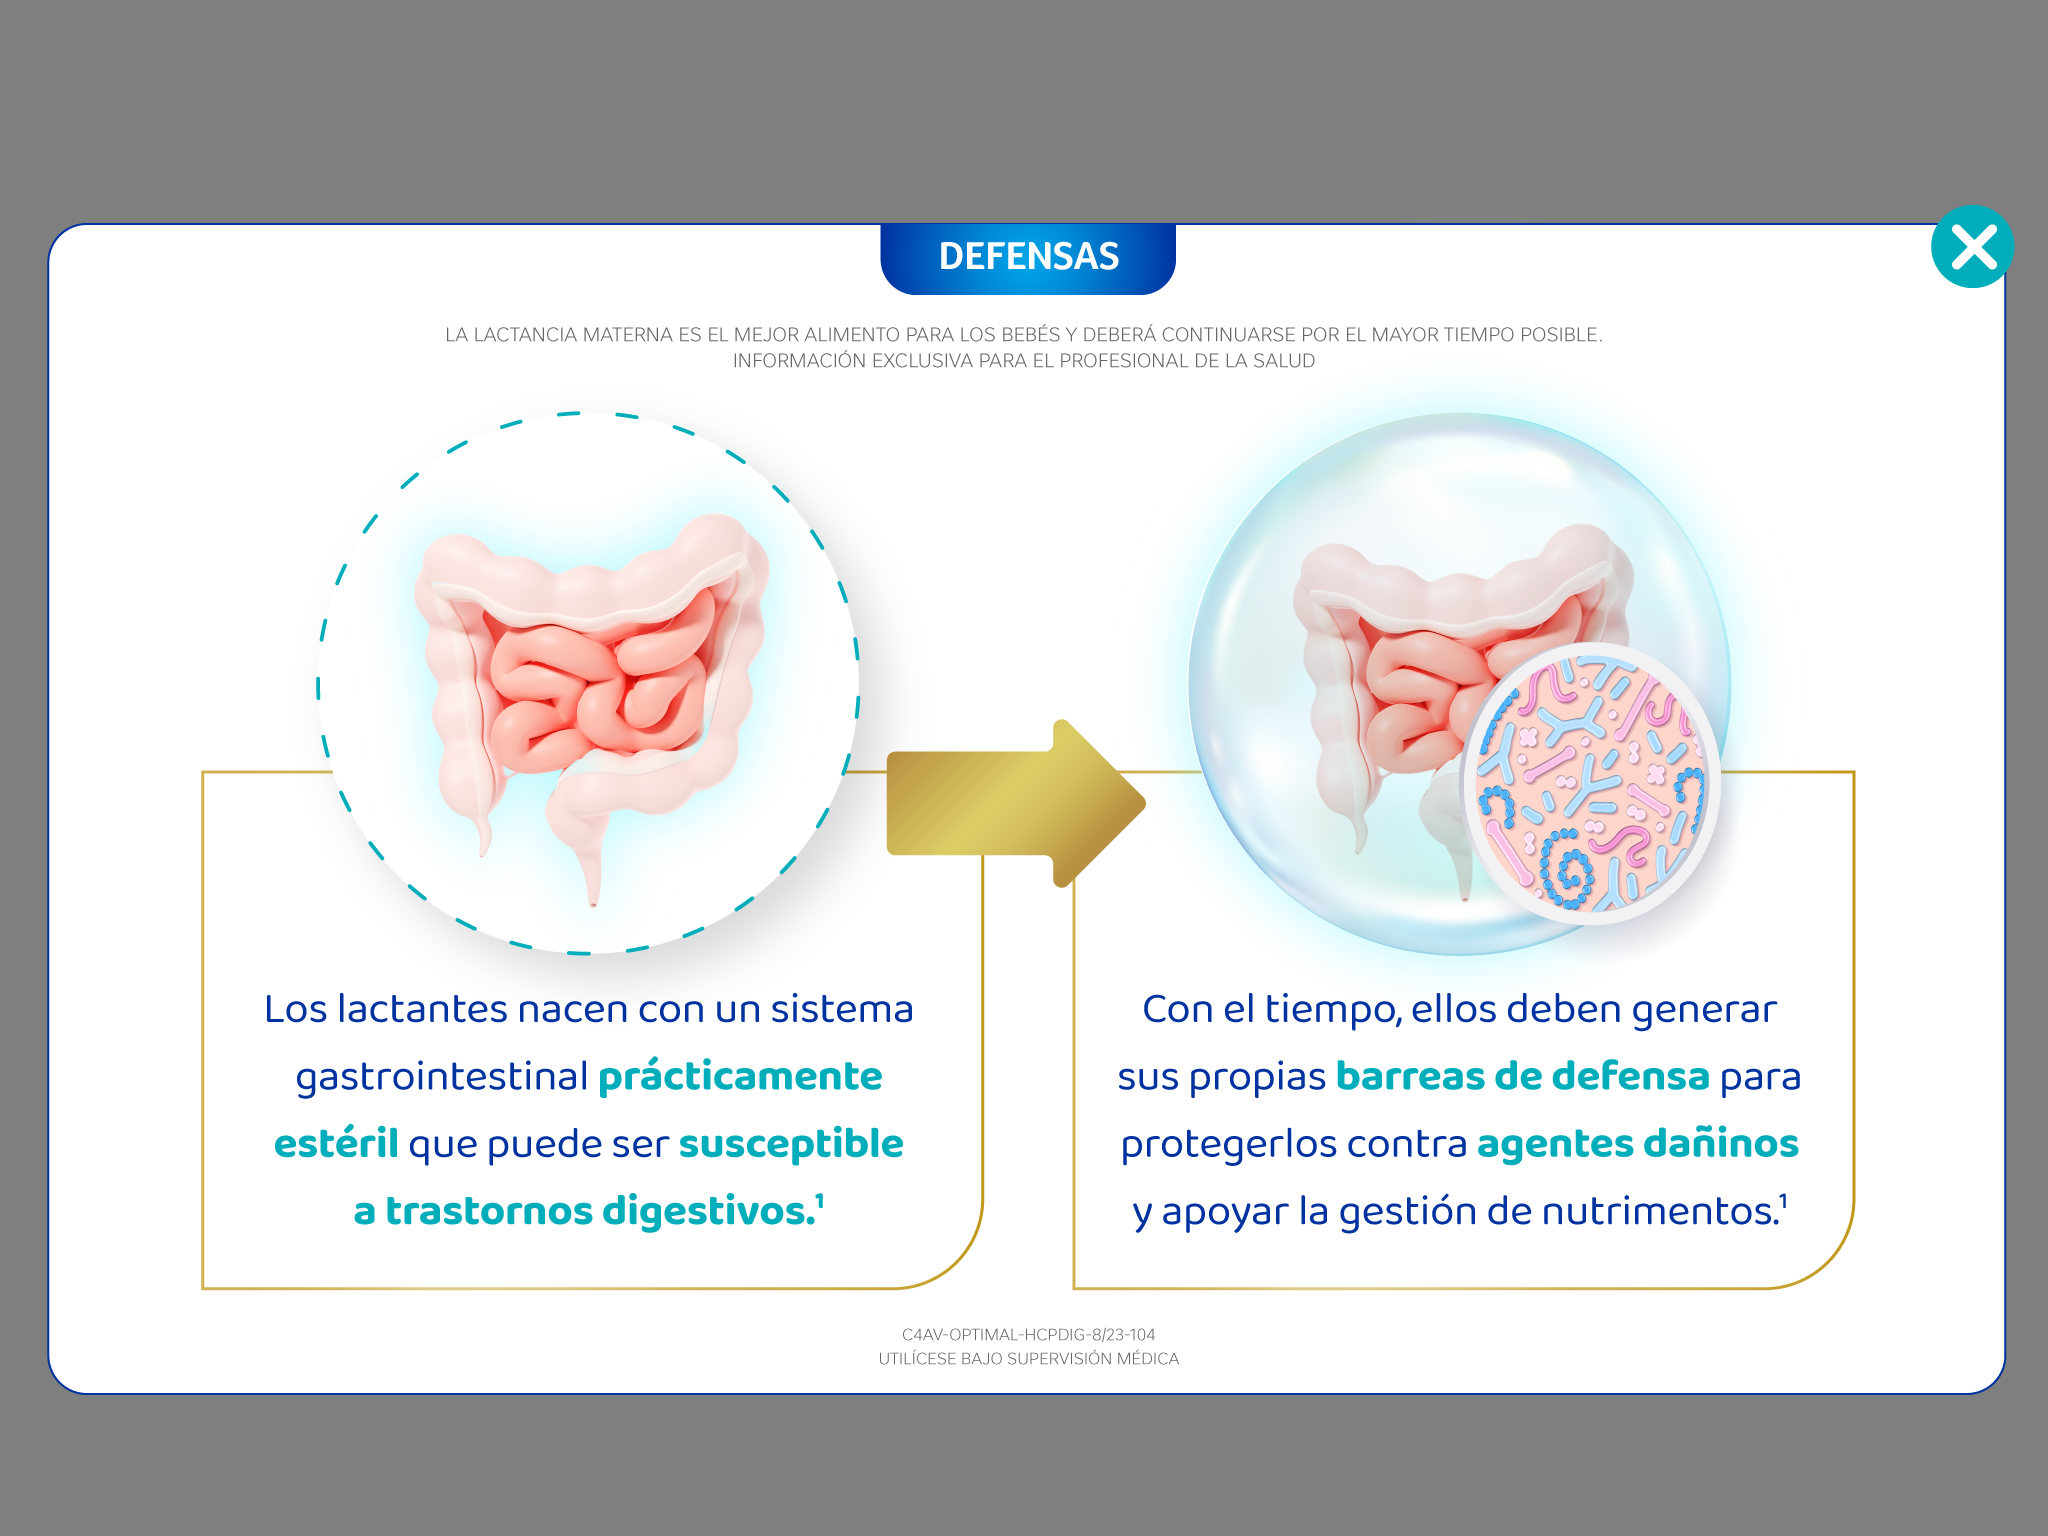 DEFENSAS
LA LACTANCIA MATERNA ES EL MEJOR ALIMENTO PARA LOS BEBÉS Y DEBERÁ CONTINUARSE POR EL MAYOR TIEMPO POSIBLE.
INFORMACIÓN EXCLUSIVA PARA EL PROFESIONAL DE LA SALUD
Los lactantes nacen con un sistema
gastrointestinal prácticamente
estéril que puede ser susceptible
a trastornos digestivos.¹
Con el tiempo, ellos deben generar
sus propias barreas de defensa para
protegerlos contra agentes dañinos
y apoyar la gestión de nutrimentos.¹
C4AV-OPTIMAL-HCPDIG-8/23-104
UTILÍCESE BAJO SUPERVISIÓN MÉDICA